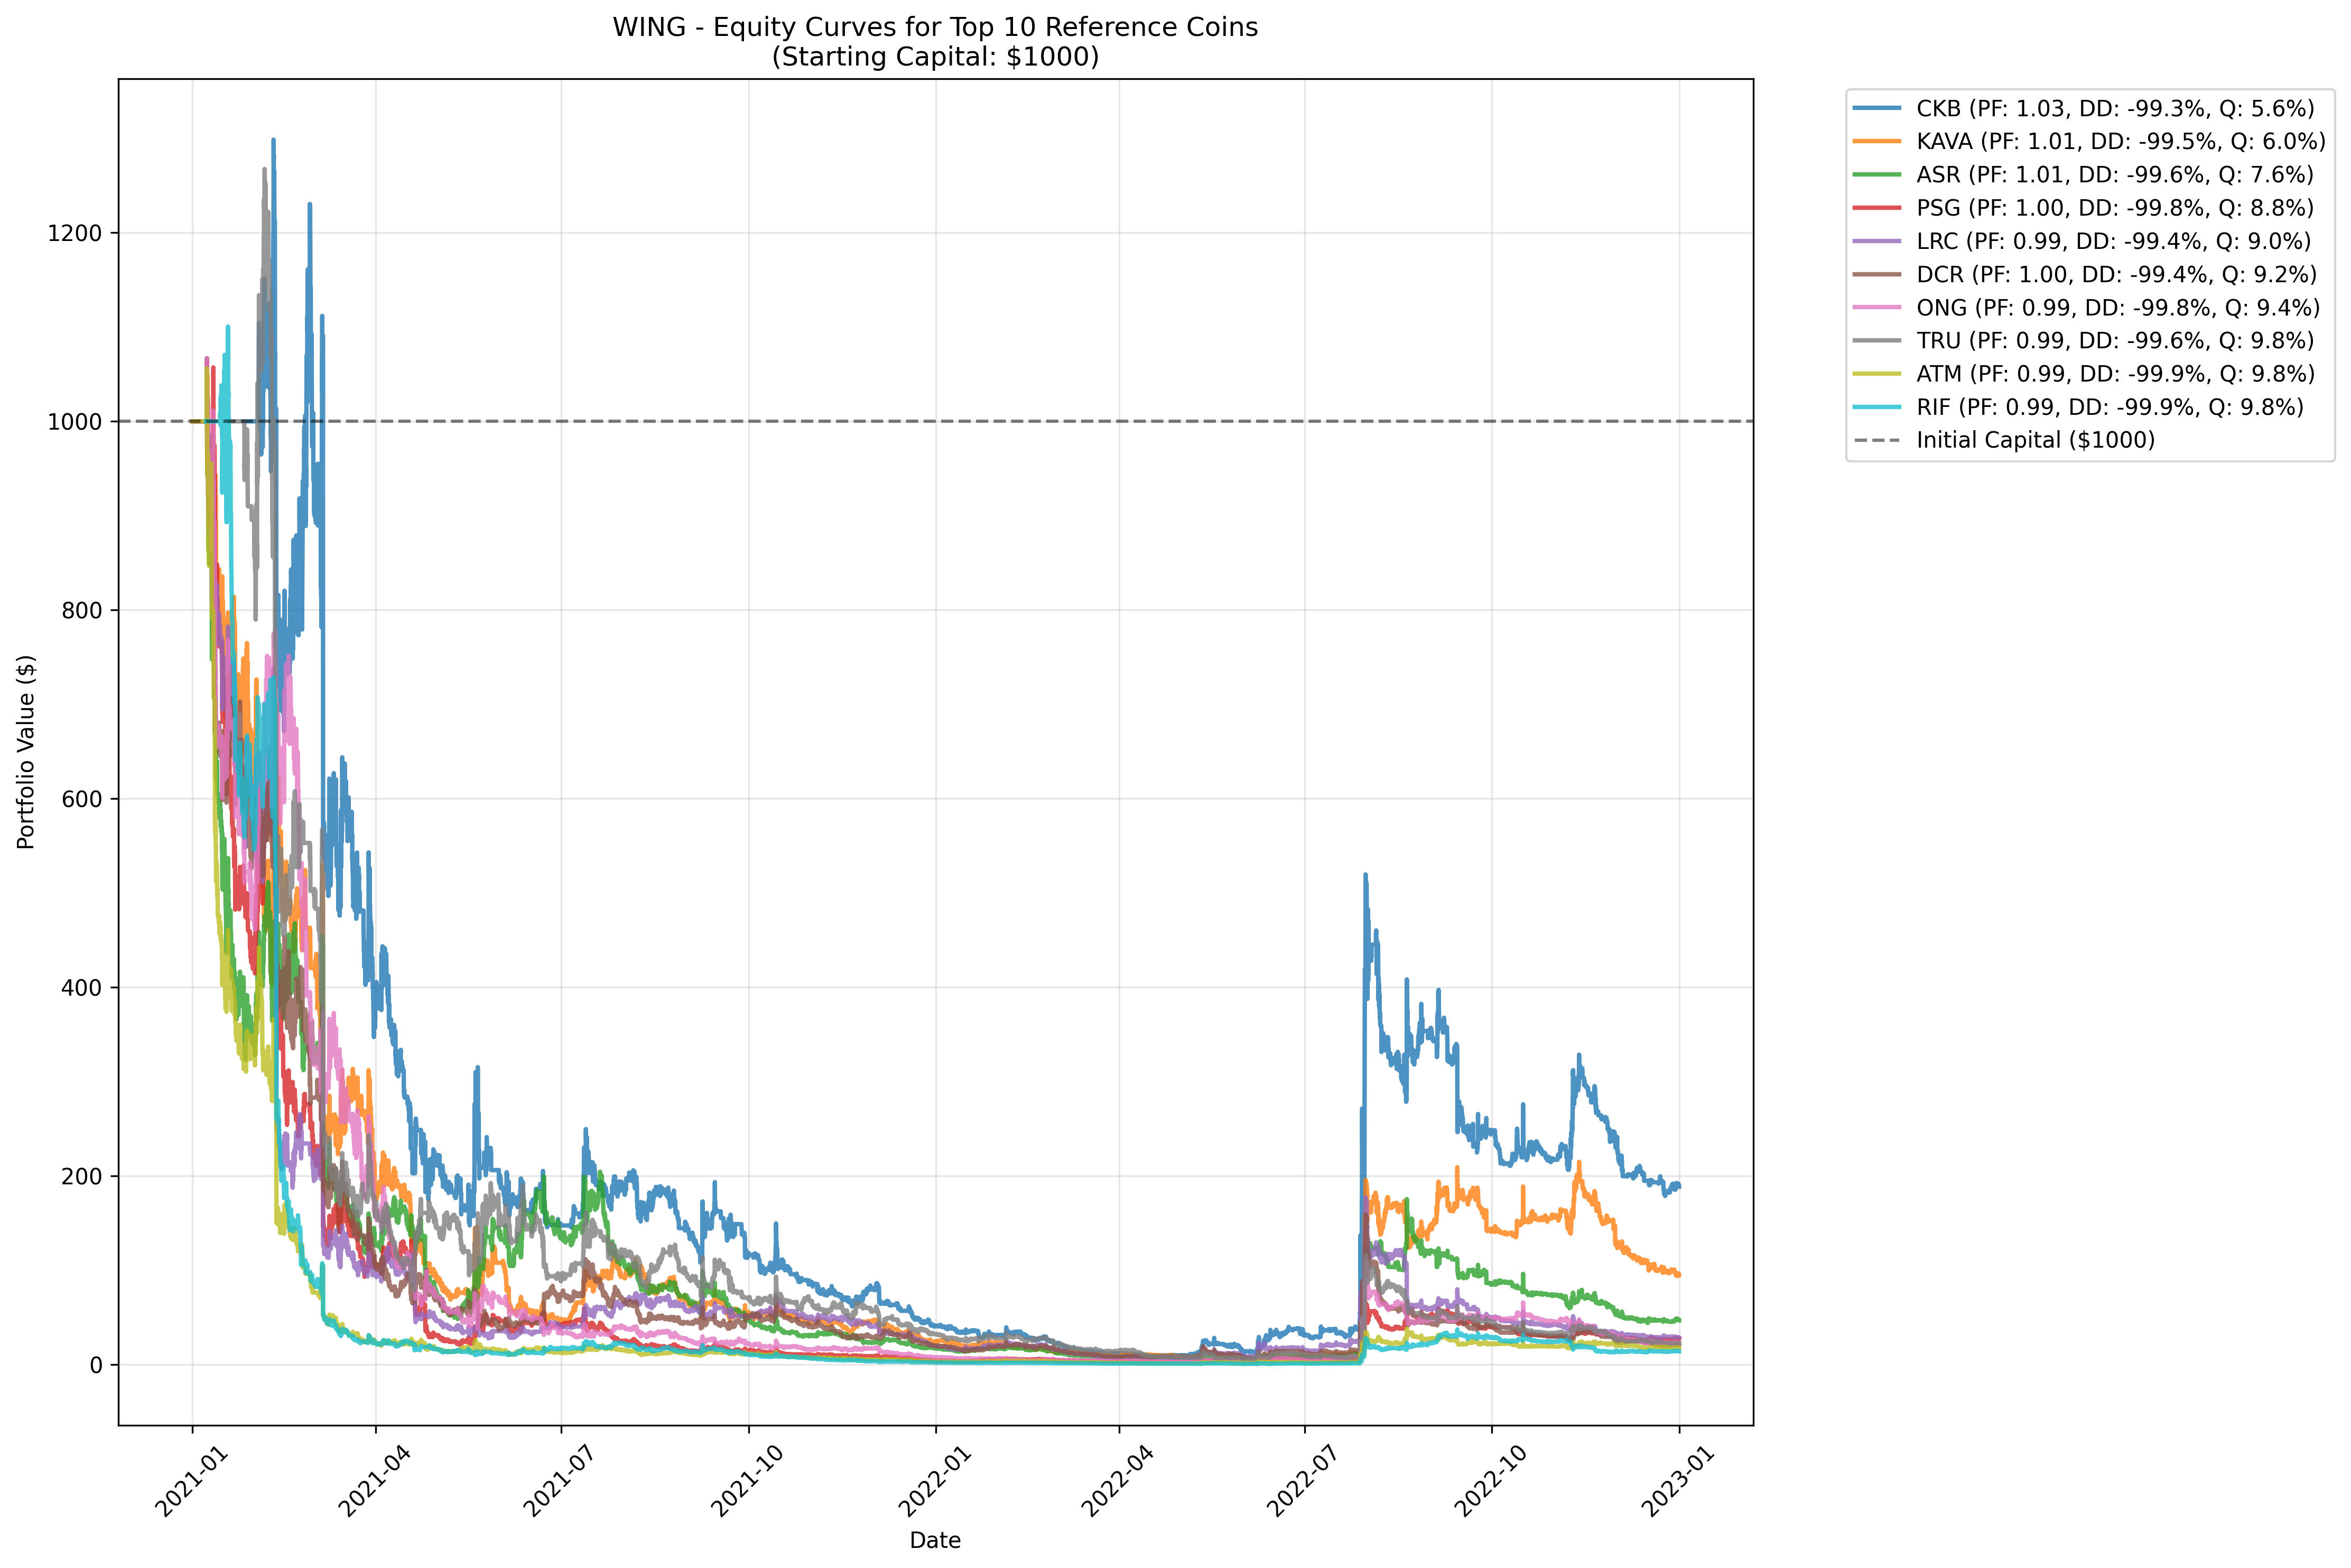 WING - Equity Curves for Top 10 Reference Coins
(Starting Capital: $1000)
Portfolio Value ($)
1200
1000
800
600
400
200
0
2021-01
2021-04
2021-07
2021-10
2022-01
2022-04
2022-07
2022-10
2023-01
Date
CKB (PF: 1.03, DD: -99.3%, Q: 5.6%)
KAVA (PF: 1.01, DD: -99.5%, Q: 6.0%)
ASR (PF: 1.01, DD: -99.6%, Q: 7.6%)
PSG (PF: 1.00, DD: -99.8%, Q: 8.8%)
LRC (PF: 0.99, DD: -99.4%, Q: 9.0%)
DCR (PF: 1.00, DD: -99.4%, Q: 9.2%)
ONG (PF: 0.99, DD: -99.8%, Q: 9.4%)
TRU (PF: 0.99, DD: -99.6%, Q: 9.8%)
ATM (PF: 0.99, DD: -99.9%, Q: 9.8%)
RIF (PF: 0.99, DD: -99.9%, Q: 9.8%)
Initial Capital ($1000)